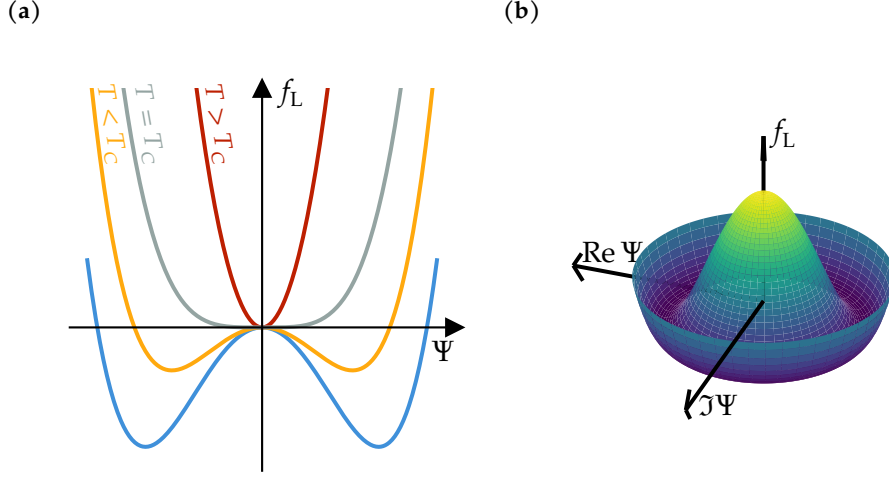 (a)
(b)
T < T_C
T = T_C
T > T_C
f_L
Ψ
f_L
Re Ψ
ℑΨ